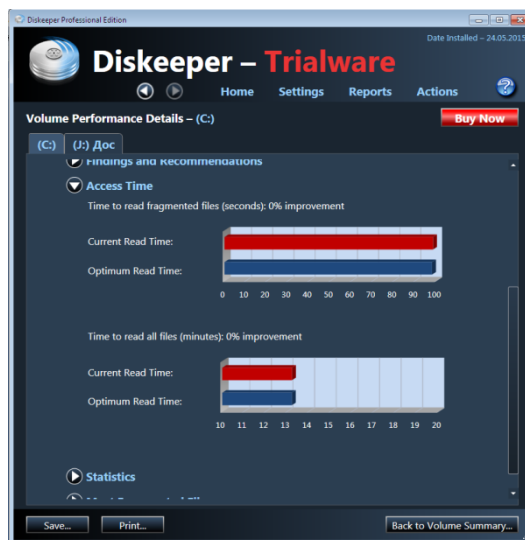 Diskeeper Professional Edition
Date Installed – 24.05.2015
Diskeeper – Trialware
Home Settings Reports Actions
?
Volume Performance Details – (C:)
Buy Now
(C:) (J:) Дос
Findings and Recommendations
Access Time
Time to read fragmented files (seconds): 0% improvement
Current Read Time:
Optimum Read Time:
0 10 20 30 40 50 60 70 80 90 100
Time to read all files (minutes): 0% improvement
Current Read Time:
Optimum Read Time:
10 11 12 13 14 15 16 17 18 19 20
Statistics
Save... Print... Back to Volume Summary...